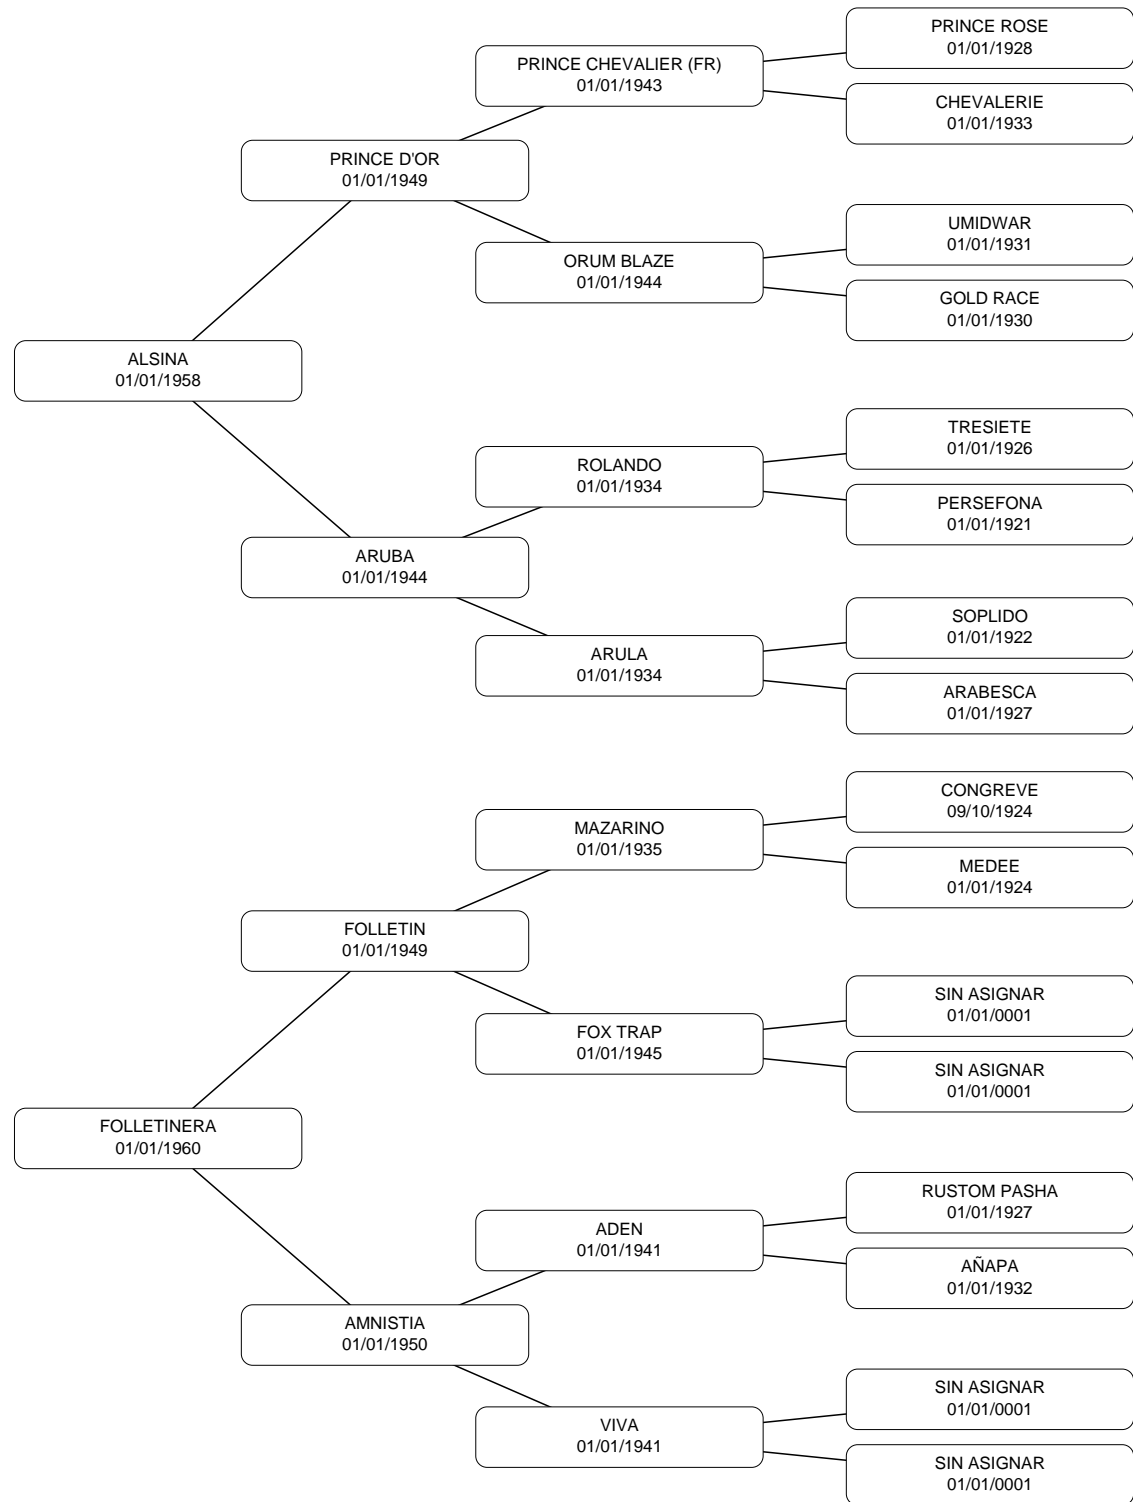 PRINCE ROSE
01/01/1928
PRINCE CHEVALIER (FR)
01/01/1943
CHEVALERIE
01/01/1933
PRINCE D'OR
01/01/1949
UMIDWAR
01/01/1931
ORUM BLAZE
01/01/1944
GOLD RACE
01/01/1930
ALSINA
01/01/1958
TRESIETE
01/01/1926
ROLANDO
01/01/1934
PERSEFONA
01/01/1921
ARUBA
01/01/1944
SOPLIDO
01/01/1922
ARULA
01/01/1934
ARABESCA
01/01/1927
CONGREVE
09/10/1924
MAZARINO
01/01/1935
MEDEE
01/01/1924
FOLLETIN
01/01/1949
SIN ASIGNAR
01/01/0001
FOX TRAP
01/01/1945
SIN ASIGNAR
01/01/0001
FOLLETINERA
01/01/1960
RUSTOM PASHA
01/01/1927
ADEN
01/01/1941
AÑAPA
01/01/1932
AMNISTIA
01/01/1950
SIN ASIGNAR
01/01/0001
VIVA
01/01/1941
SIN ASIGNAR
01/01/0001